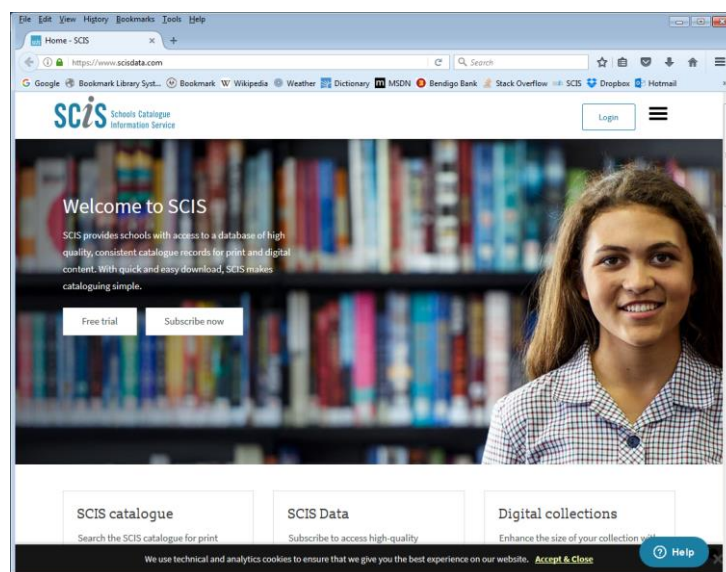 File Edit View History Bookmarks Tools Help
Home - SCIS
https://www.scisdata.com
Search
Google Bookmark Library Syst... Bookmark Wikipedia Weather Dictionary MSDN Bendigo Bank Stack Overflow SCIS Dropbox Hotmail
SCiS Schools Catalogue
Information Service
Login
Welcome to SCIS
SCIS provides schools with access to a database of high
quality, consistent catalogue records for print and digital
content. With quick and easy download, SCIS makes
cataloguing simple.
Free trial Subscribe now
SCIS catalogue SCIS Data Digital collections
Search the SCIS catalogue for print Subscribe to access high-quality Enhance the size of your collection with
We use technical and analytics cookies to ensure that we give you the best experience on our website. Accept & Close
Help